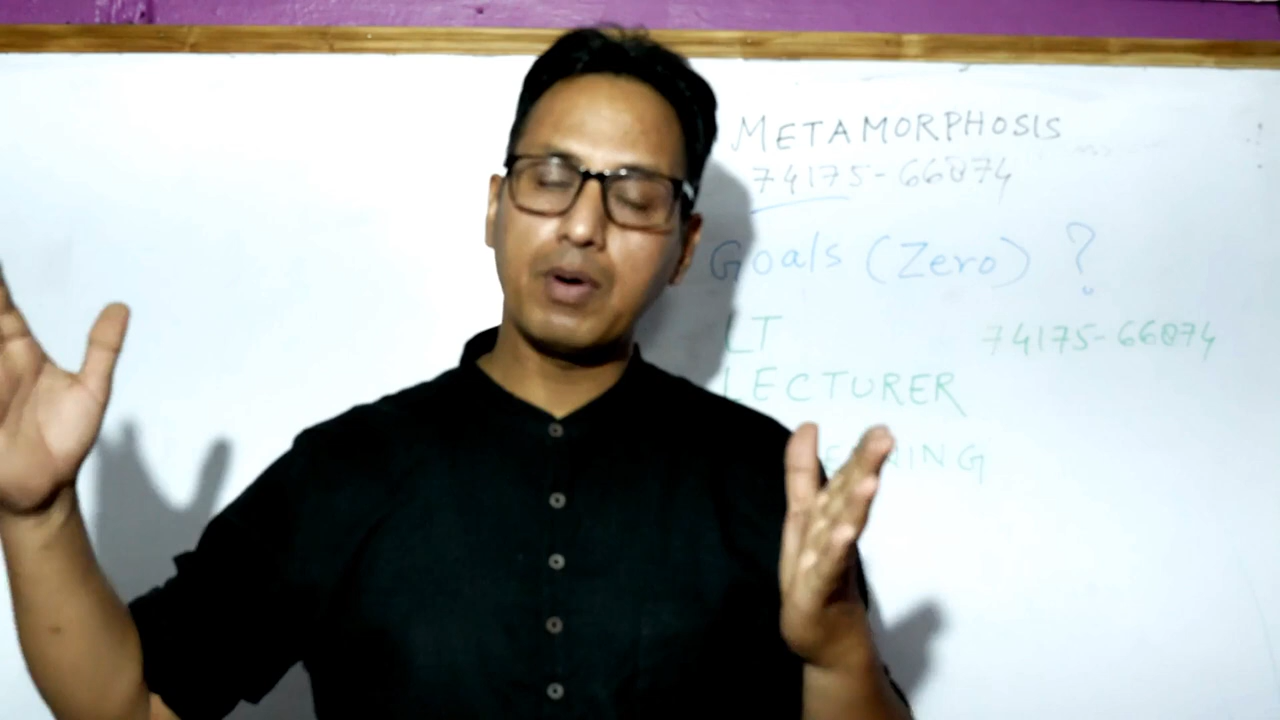 METAMORPHOSIS
74175-66874
Goals (Zero) ?
LT 74175-66874
LECTURER